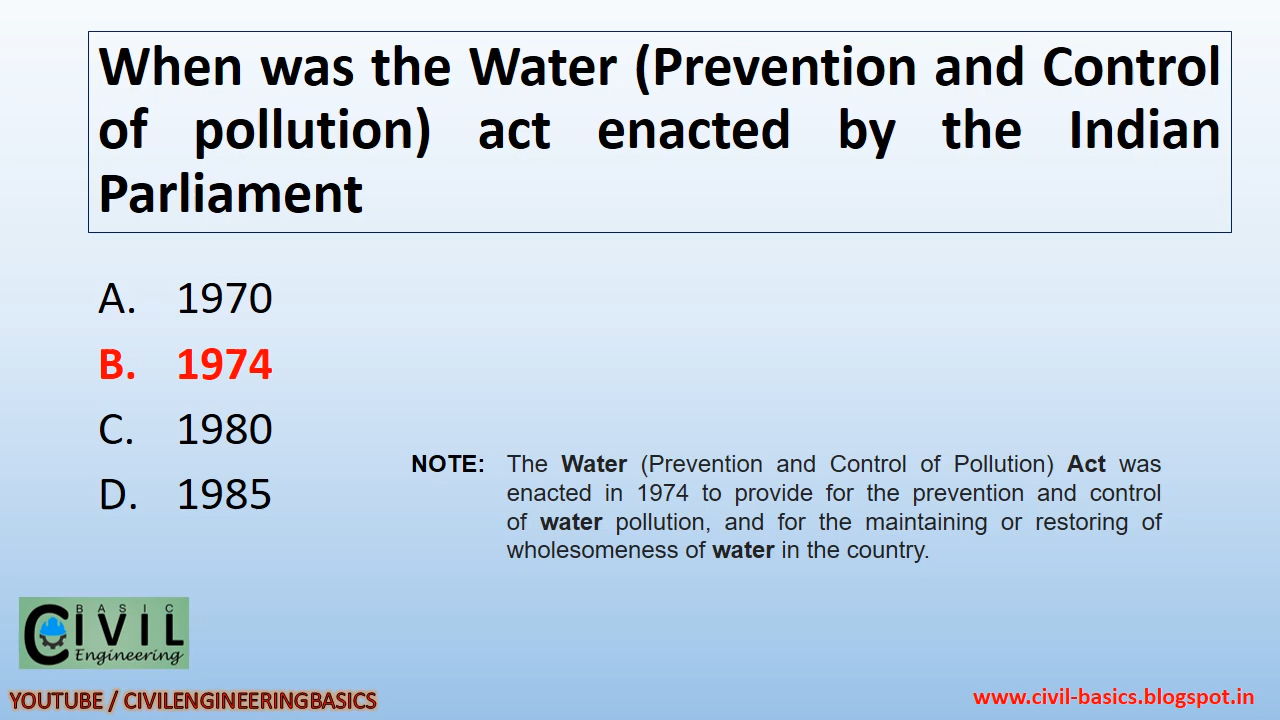 When was the Water (Prevention and Control
of pollution) act enacted by the Indian
Parliament
A. 1970
B. 1974
C. 1980
D. 1985
NOTE: The Water (Prevention and Control of Pollution) Act was
enacted in 1974 to provide for the prevention and control
of water pollution, and for the maintaining or restoring of
wholesomeness of water in the country.
BASIC
CIVIL
Engineering
YOUTUBE / CIVILENGINEERINGBASICS
www.civil-basics.blogspot.in